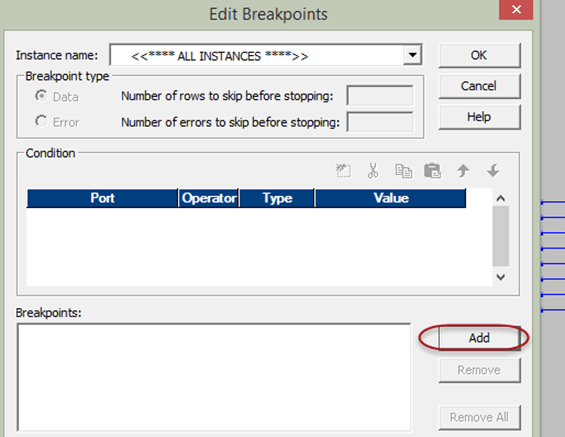 Edit Breakpoints
Instance name: <<**** ALL INSTANCES ****>> OK
Breakpoint type
Data Number of rows to skip before stopping: Cancel
Error Number of errors to skip before stopping: Help
Condition
Port Operator Type Value
Breakpoints:
Add
Remove
Remove All